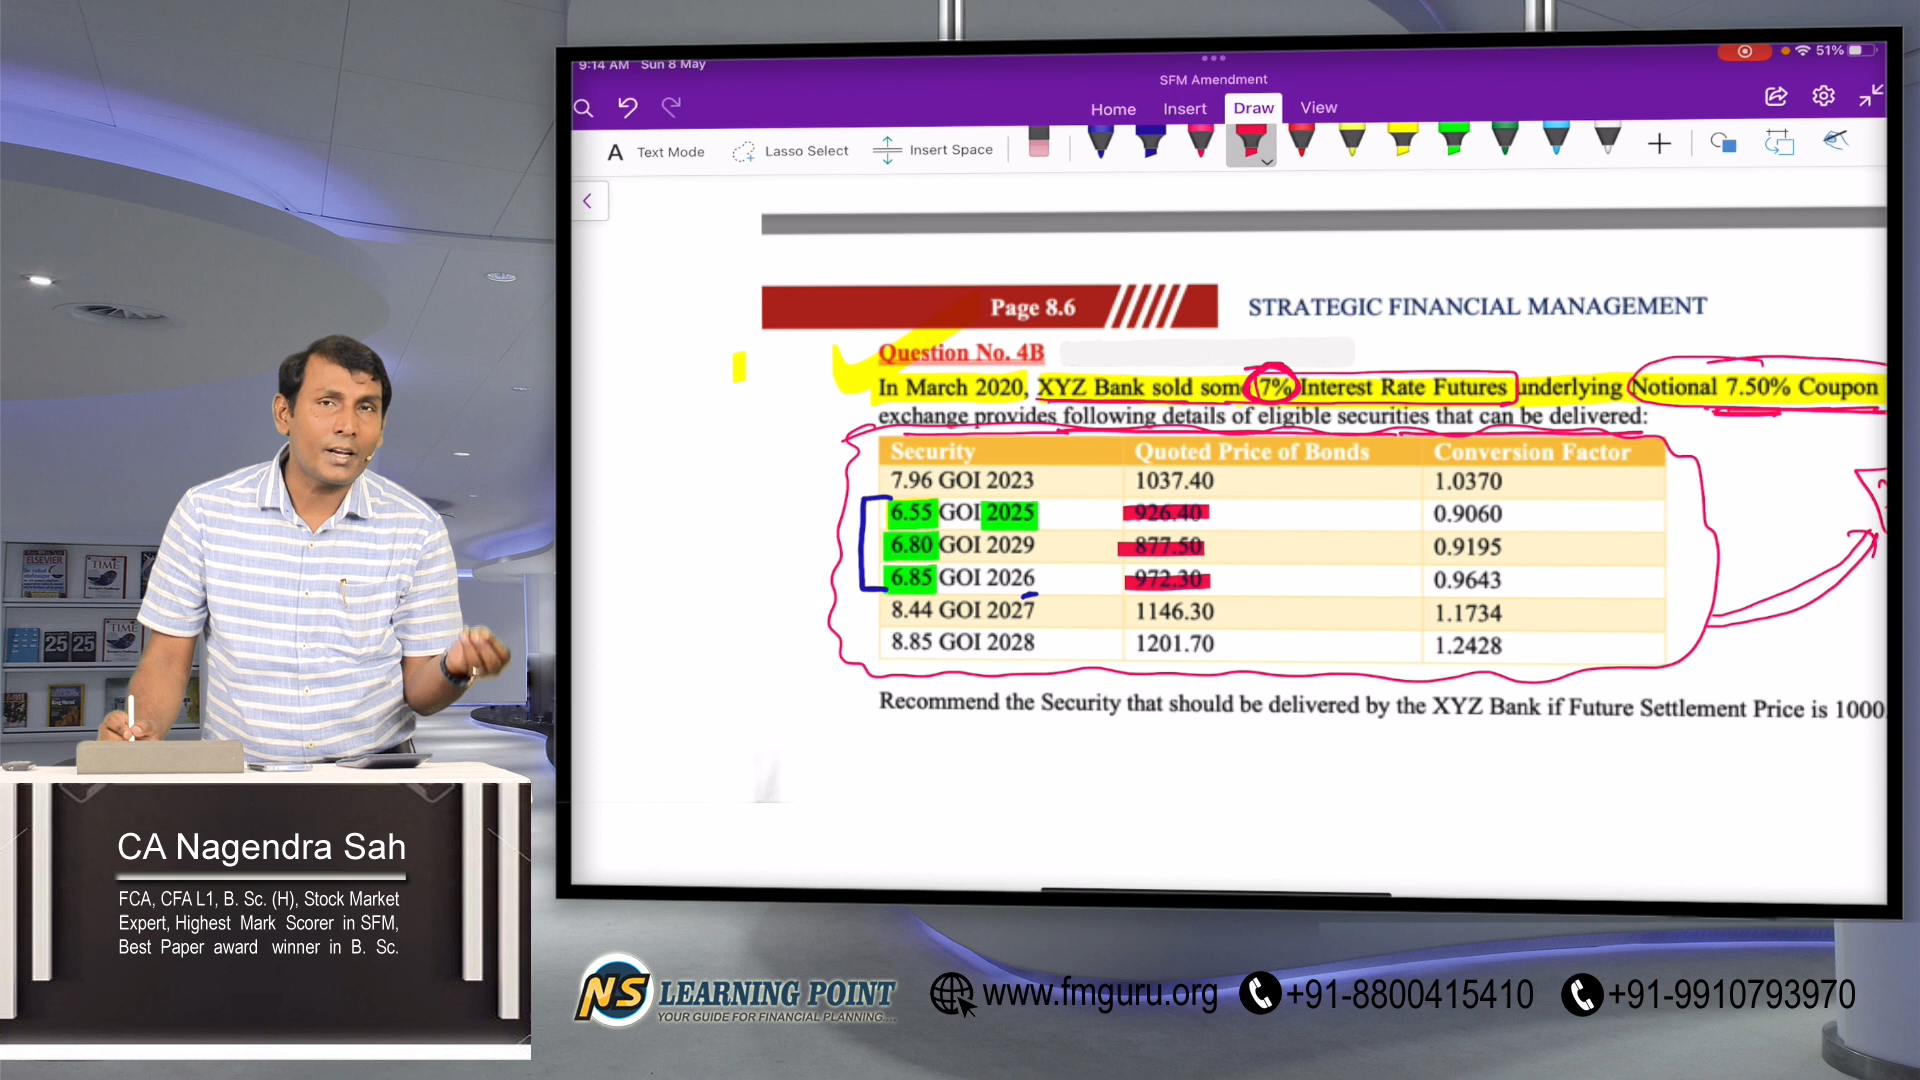 9:14 AM Sun 8 May
51%
SFM Amendment
Home Insert Draw View
A Text Mode Lasso Select Insert Space
Page 8.6 STRATEGIC FINANCIAL MANAGEMENT
Question No. 4B
In March 2020, XYZ Bank sold some 7% Interest Rate Futures underlying Notional 7.50% Coupon
exchange provides following details of eligible securities that can be delivered:
Security Quoted Price of Bonds Conversion Factor
7.96 GOI 2023 1037.40 1.0370
6.55 GOI 2025 926.40 0.9060
6.80 GOI 2029 877.50 0.9195
6.85 GOI 2026 972.30 0.9643
8.44 GOI 2027 1146.30 1.1734
8.85 GOI 2028 1201.70 1.2428
Recommend the Security that should be delivered by the XYZ Bank if Future Settlement Price is 1000
ELSEVIER
TIME
TIME
25 25
CA Nagendra Sah
FCA, CFA L1, B. Sc. (H), Stock Market
Expert, Highest Mark Scorer in SFM,
Best Paper award winner in B. Sc.
NS LEARNING POINT
YOUR GUIDE FOR FINANCIAL PLANNING....
www.fmguru.org +91-8800415410 +91-9910793970